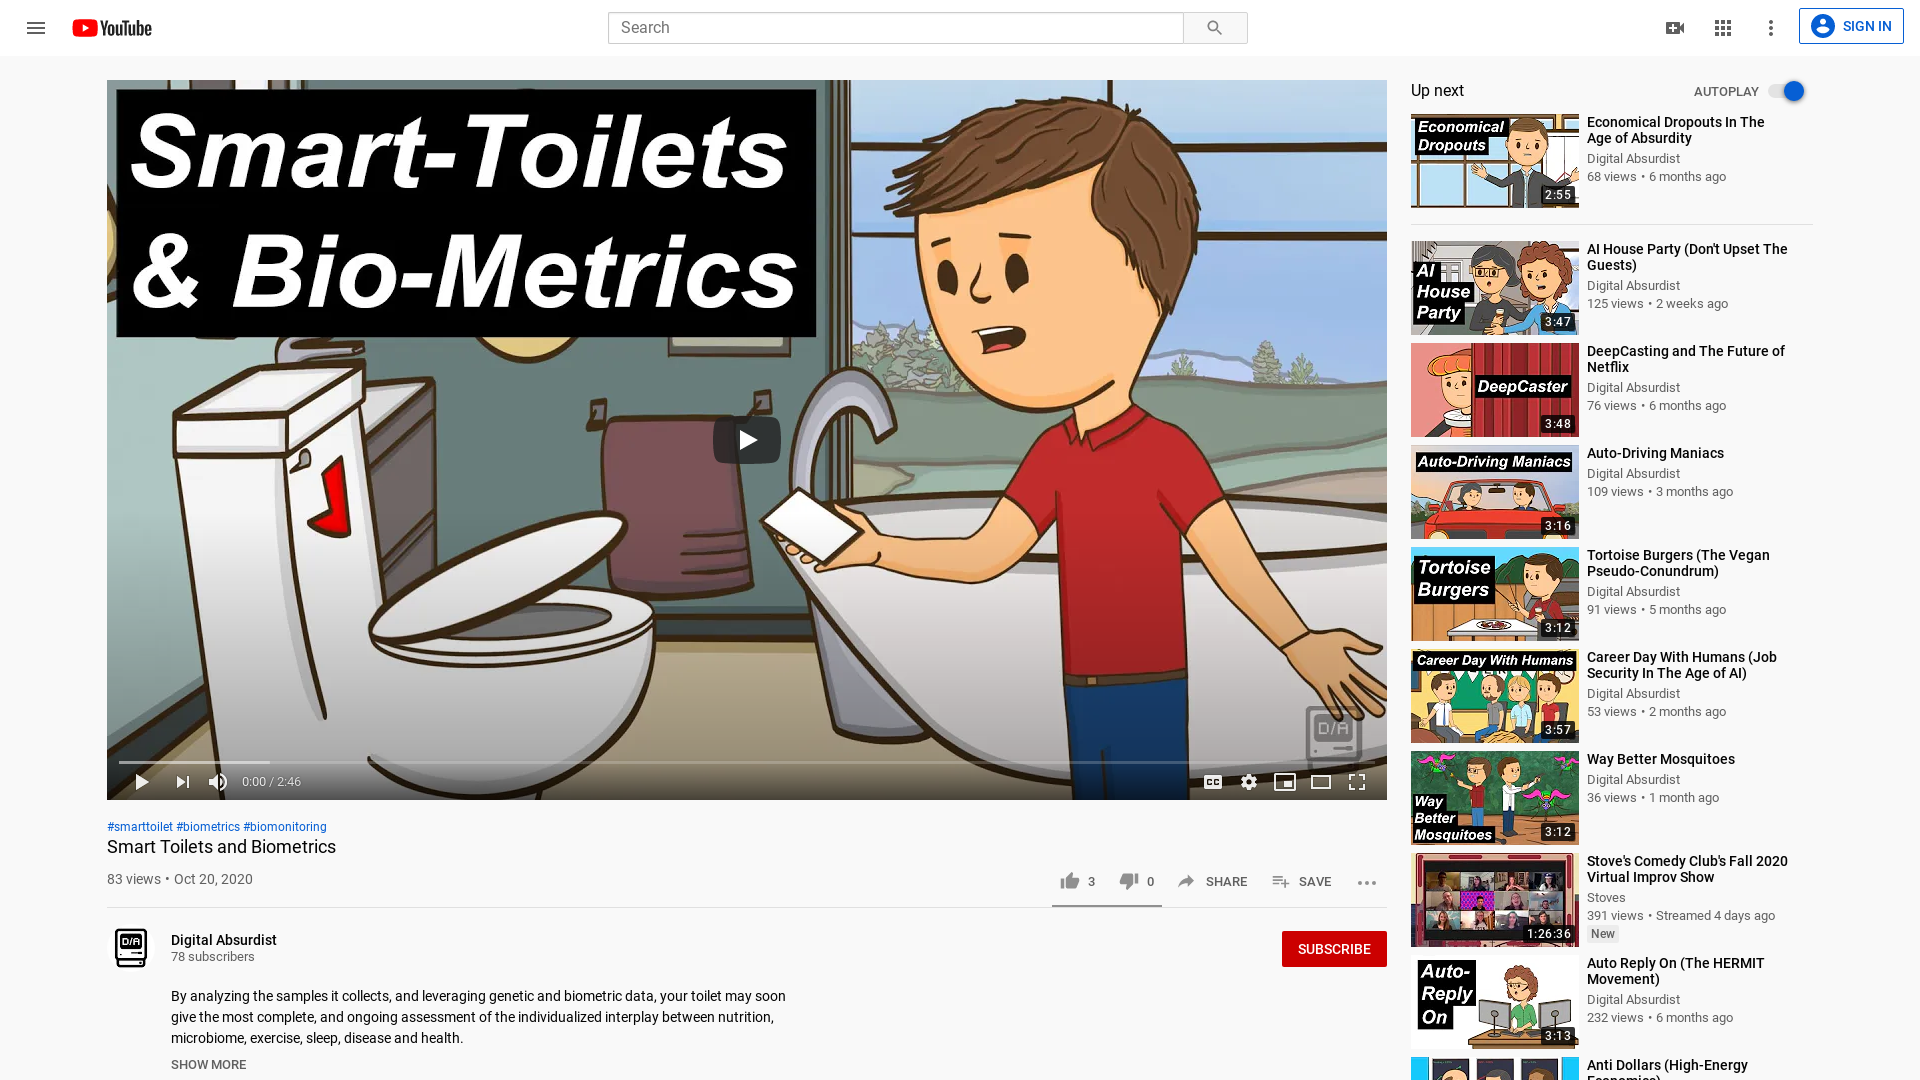 YouTube
Search
SIGN IN
Smart-Toilets
& Bio-Metrics
D/A
0:00 / 2:46
CC
#smarttoilet #biometrics #biomonitoring
Smart Toilets and Biometrics
83 views • Oct 20, 2020
3
0
SHARE
SAVE
D/A
Digital Absurdist
78 subscribers
SUBSCRIBE
By analyzing the samples it collects, and leveraging genetic and biometric data, your toilet may soon
give the most complete, and ongoing assessment of the individualized interplay between nutrition,
microbiome, exercise, sleep, disease and health.
SHOW MORE
Up next
AUTOPLAY
Economical
Dropouts
2:55
Economical Dropouts In The
Age of Absurdity
Digital Absurdist
68 views • 6 months ago
AI
House
Party
3:47
AI House Party (Don't Upset The
Guests)
Digital Absurdist
125 views • 2 weeks ago
DeepCaster
3:48
DeepCasting and The Future of
Netflix
Digital Absurdist
76 views • 6 months ago
Auto-Driving Maniacs
3:16
Auto-Driving Maniacs
Digital Absurdist
109 views • 3 months ago
Tortoise
Burgers
3:12
Tortoise Burgers (The Vegan
Pseudo-Conundrum)
Digital Absurdist
91 views • 5 months ago
Career Day With Humans
3:57
Career Day With Humans (Job
Security In The Age of AI)
Digital Absurdist
53 views • 2 months ago
Way
Better
Mosquitoes
3:12
Way Better Mosquitoes
Digital Absurdist
36 views • 1 month ago
1:26:36
Stove's Comedy Club's Fall 2020
Virtual Improv Show
Stoves
391 views • Streamed 4 days ago
New
Auto-
Reply
On
3:13
Auto Reply On (The HERMIT
Movement)
Digital Absurdist
232 views • 6 months ago
Anti Dollars (High-Energy
Economics)